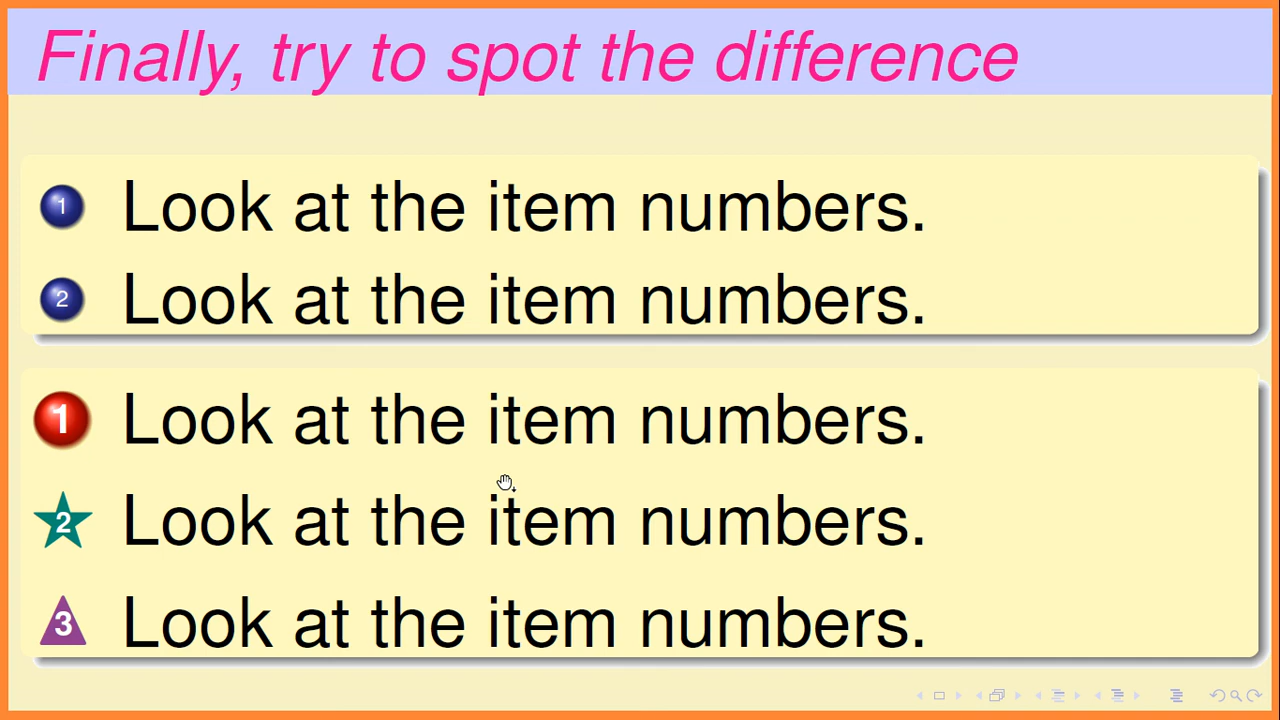 Finally, try to spot the difference
1 Look at the item numbers.
2 Look at the item numbers.
1 Look at the item numbers.
2 Look at the item numbers.
3 Look at the item numbers.